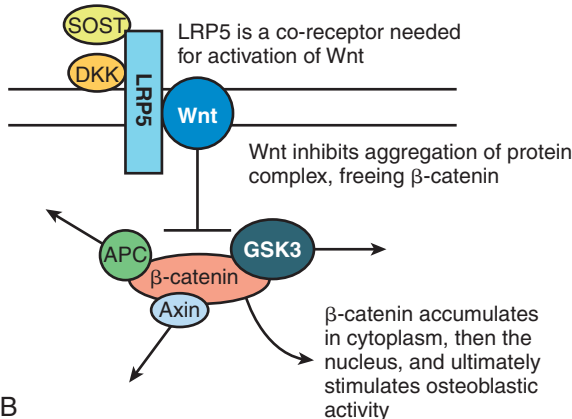 SOST
LRP5 is a co-receptor needed
for activation of Wnt
DKK
LRP5
Wnt
Wnt inhibits aggregation of protein
complex, freeing β-catenin
APC
GSK3
β-catenin
Axin
β-catenin accumulates
in cytoplasm, then the
nucleus, and ultimately
stimulates osteoblastic
activity
B